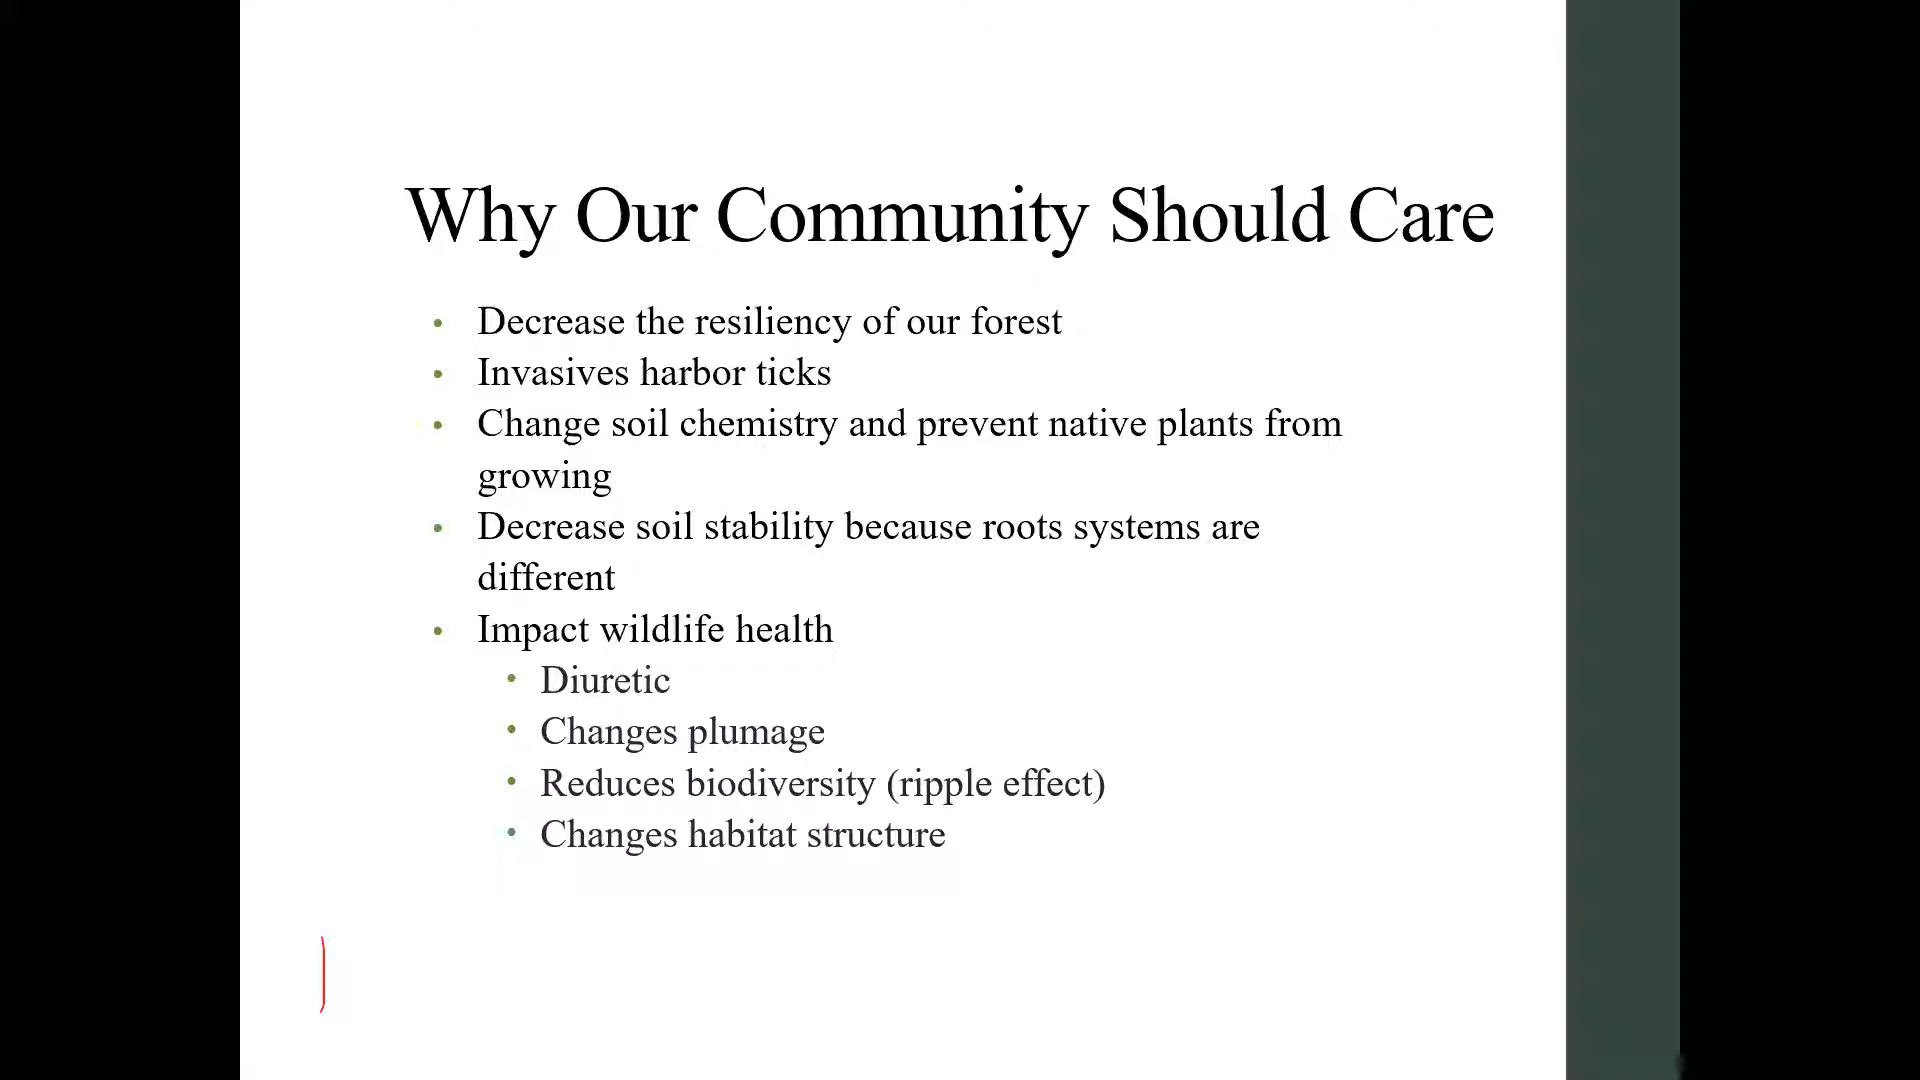 Why Our Community Should Care
• Decrease the resiliency of our forest
• Invasives harbor ticks
• Change soil chemistry and prevent native plants from
growing
• Decrease soil stability because roots systems are
different
• Impact wildlife health
• Diuretic
• Changes plumage
• Reduces biodiversity (ripple effect)
• Changes habitat structure